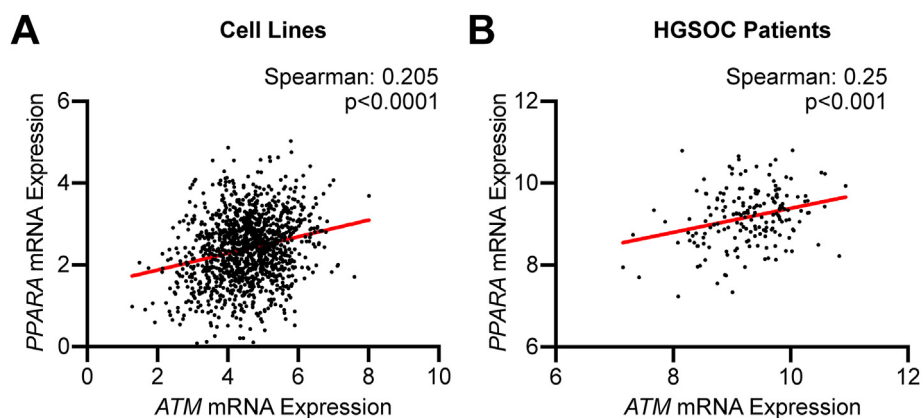 A
Cell Lines
Spearman: 0.205
p<0.0001
PPARA mRNA Expression
6
4
2
0
0 2 4 6 8 10
ATM mRNA Expression
B
HGSOC Patients
Spearman: 0.25
p<0.001
PPARA mRNA Expression
12
10
8
6
6 8 10 12
ATM mRNA Expression